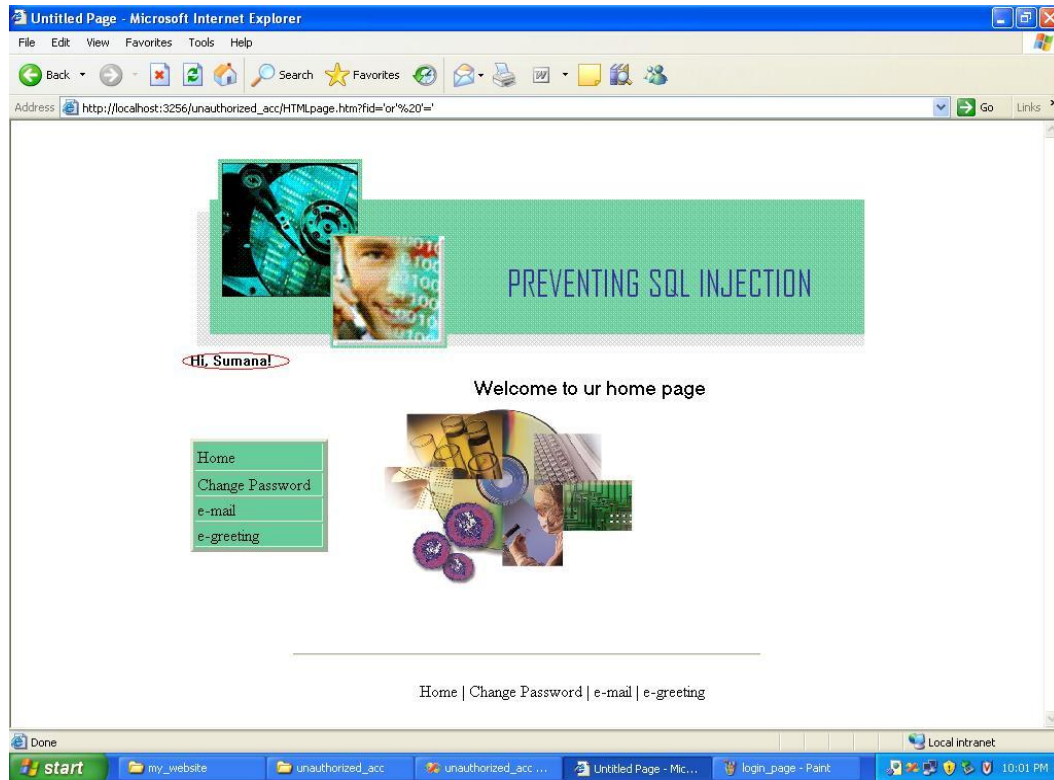 Untitled Page - Microsoft Internet Explorer
File Edit View Favorites Tools Help
Back Search Favorites
Address http://localhost:3256/unauthorized_acc/HTMLpage.htm?fid='or'%20'=' Go Links
PREVENTING SQL INJECTION
Hi, Sumana!
Welcome to ur home page
Home
Change Password
e-mail
e-greeting
Home | Change Password | e-mail | e-greeting
Done Local intranet
start my_website unauthorized_acc unauthorized_acc ... Untitled Page - Mic... login_page - Paint 10:01 PM